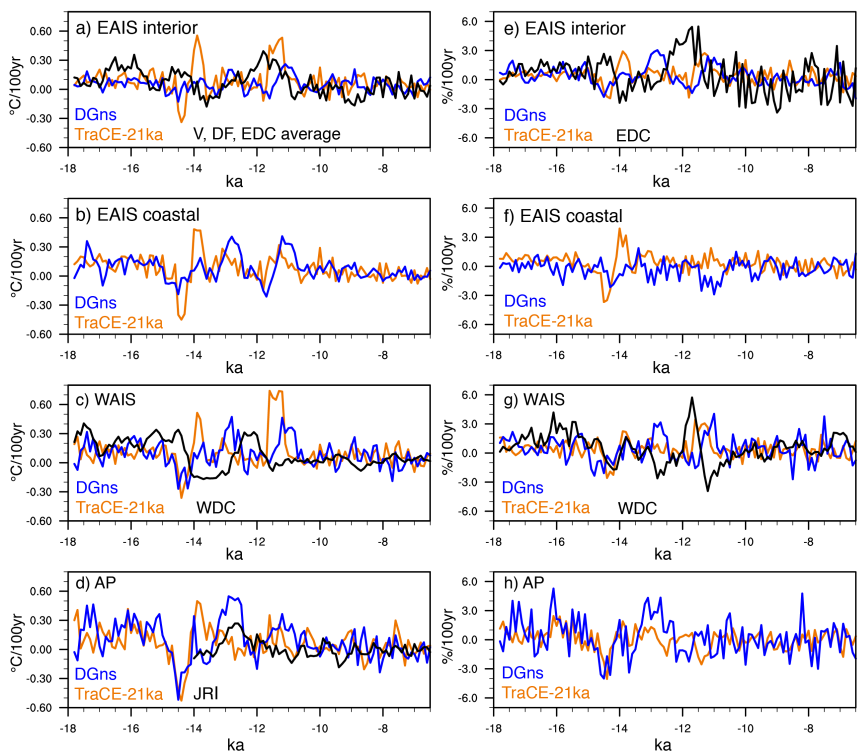 a) EAIS interior
0.60
0.30
0.00
-0.30
-0.60
°C/100yr
DGns
TraCE-21ka
V, DF, EDC average
-18 -16 -14 -12 -10 -8
ka
e) EAIS interior
6.0
3.0
0.0
-3.0
-6.0
%/100yr
DGns
TraCE-21ka
EDC
-18 -16 -14 -12 -10 -8
ka
b) EAIS coastal
0.60
0.30
0.00
-0.30
-0.60
°C/100yr
DGns
TraCE-21ka
-18 -16 -14 -12 -10 -8
ka
f) EAIS coastal
6.0
3.0
0.0
-3.0
-6.0
%/100yr
DGns
TraCE-21ka
-18 -16 -14 -12 -10 -8
ka
c) WAIS
0.60
0.30
0.00
-0.30
-0.60
°C/100yr
DGns
TraCE-21ka
WDC
-18 -16 -14 -12 -10 -8
ka
g) WAIS
6.0
3.0
0.0
-3.0
-6.0
%/100yr
DGns
TraCE-21ka
WDC
-18 -16 -14 -12 -10 -8
ka
d) AP
0.60
0.30
0.00
-0.30
-0.60
°C/100yr
DGns
TraCE-21ka
JRI
-18 -16 -14 -12 -10 -8
ka
h) AP
6.0
3.0
0.0
-3.0
-6.0
%/100yr
DGns
TraCE-21ka
-18 -16 -14 -12 -10 -8
ka